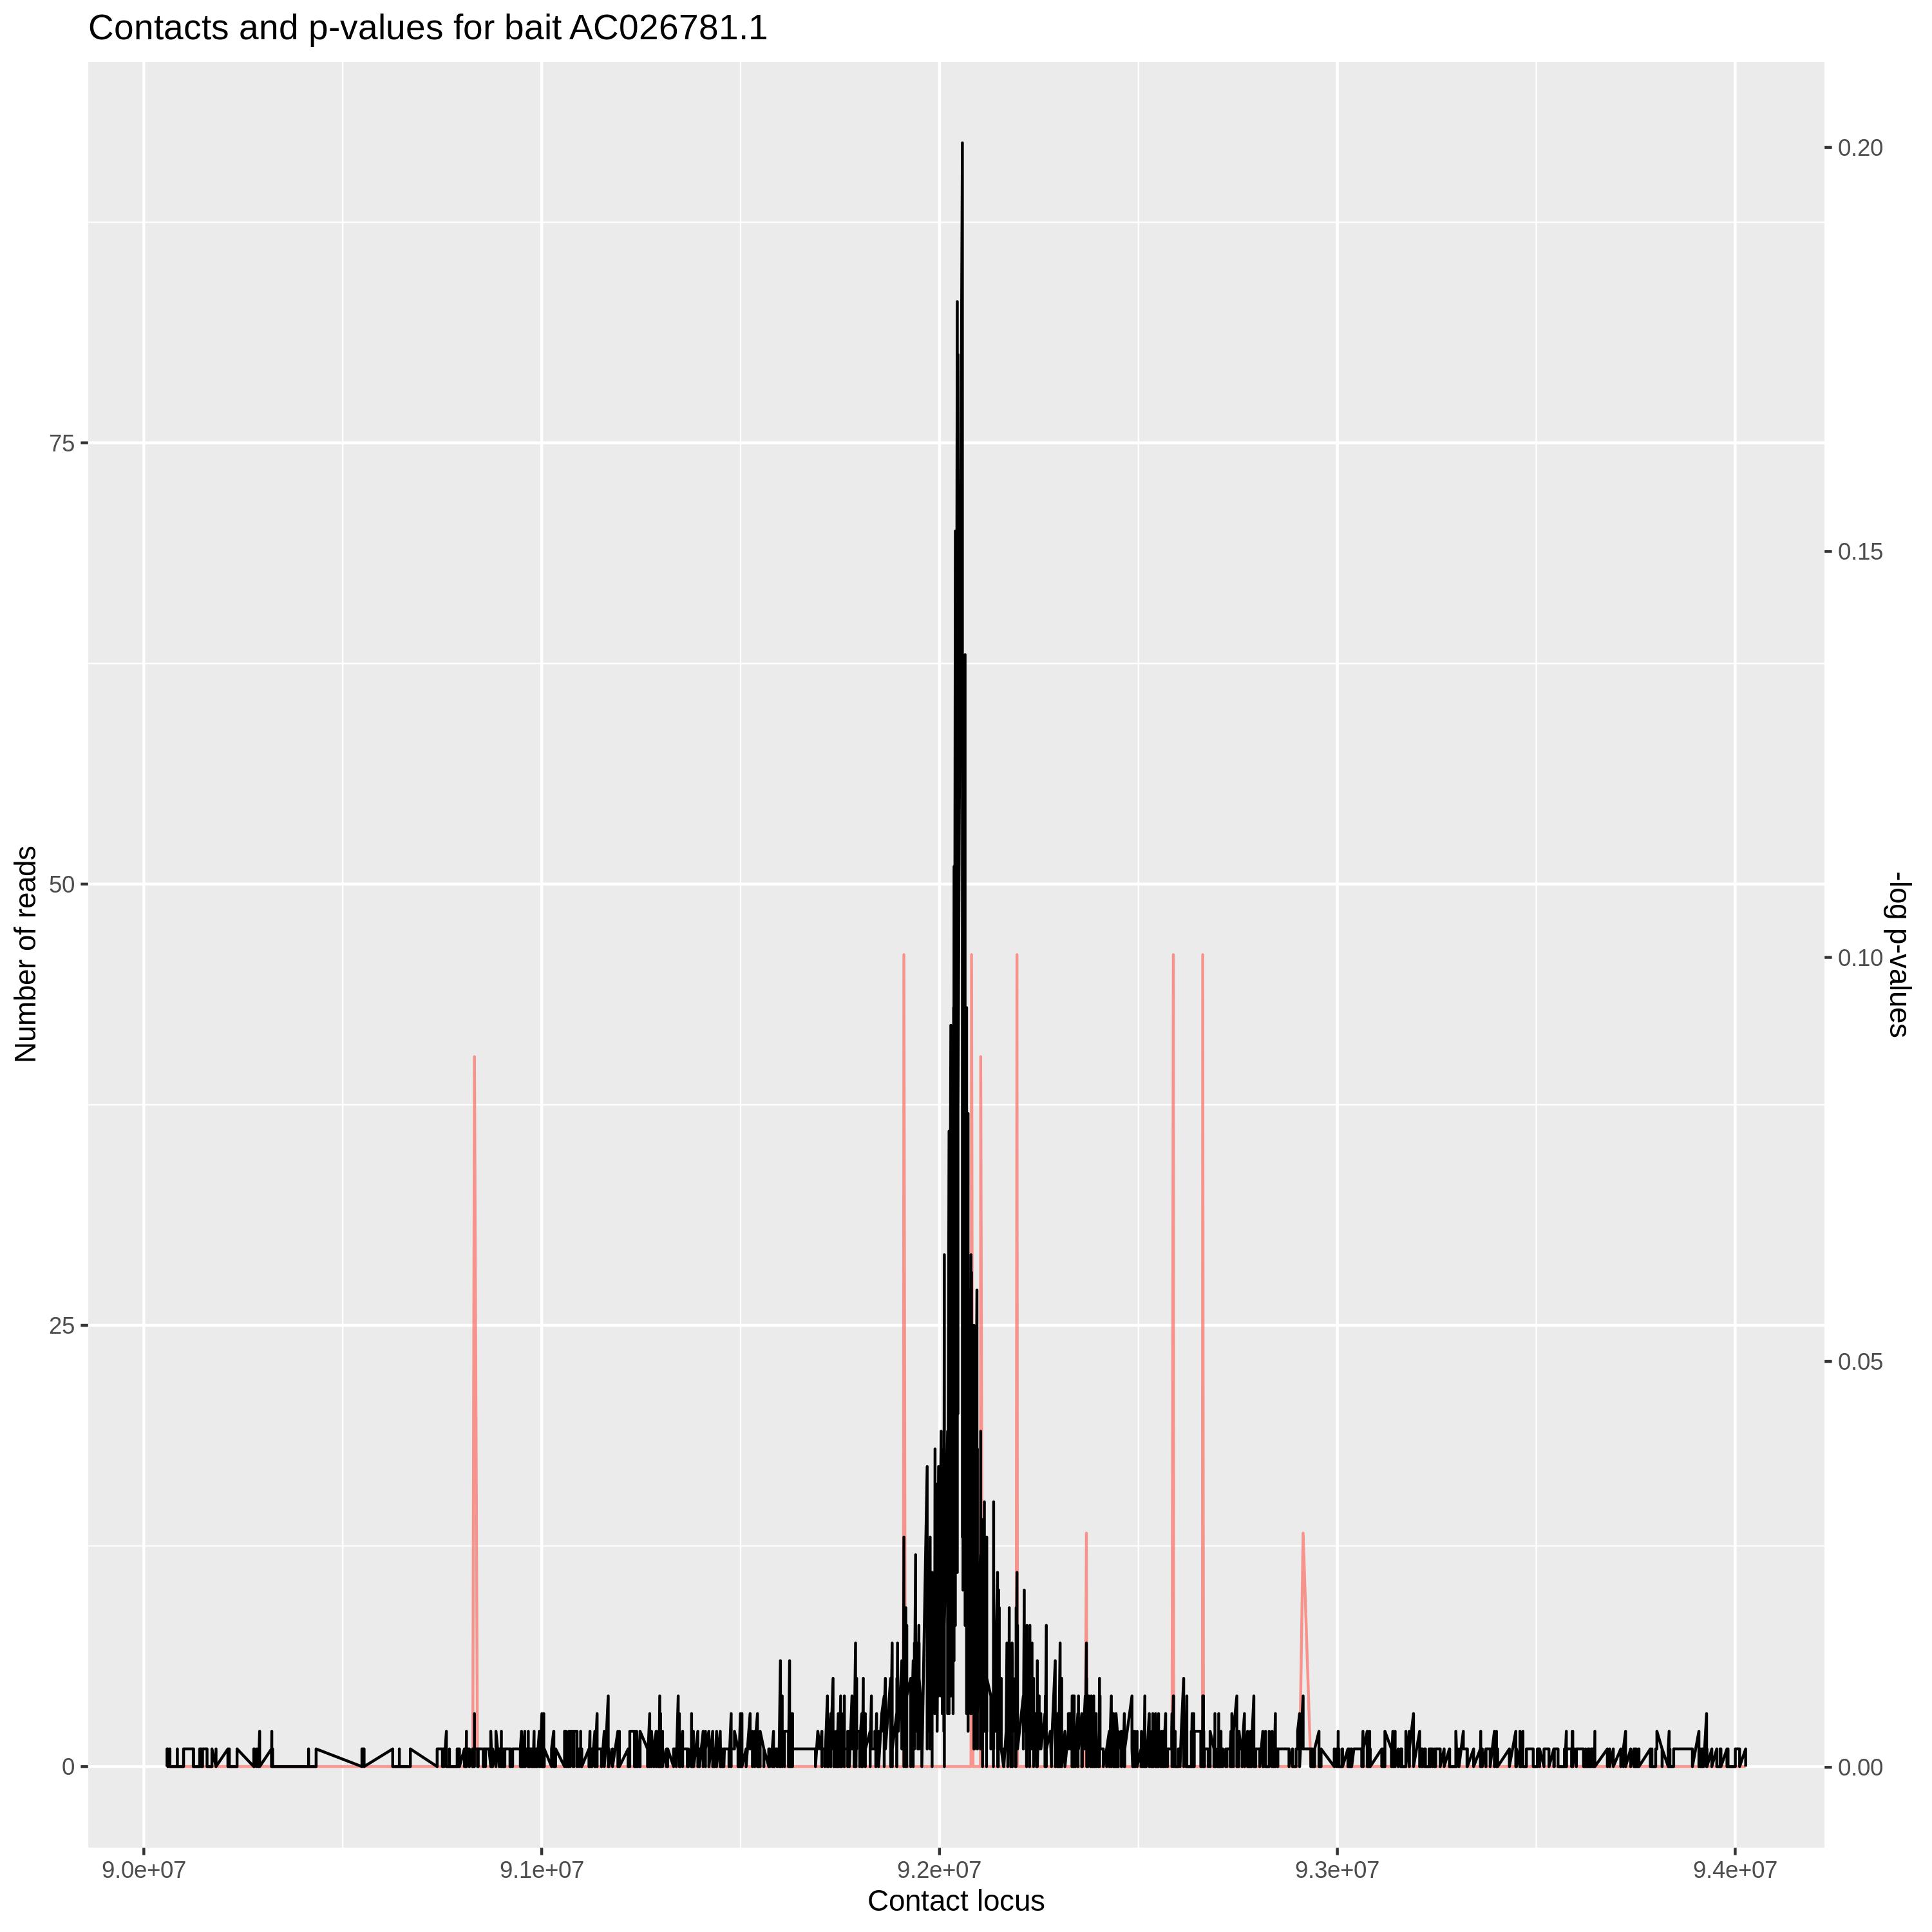 Contacts and p-values for bait AC026781.1
0.20
75
0.15
50
0.10
25
0.05
0
0.00
Number of reads
-log p-values
9.0e+07 9.1e+07 9.2e+07 9.3e+07 9.4e+07
Contact locus